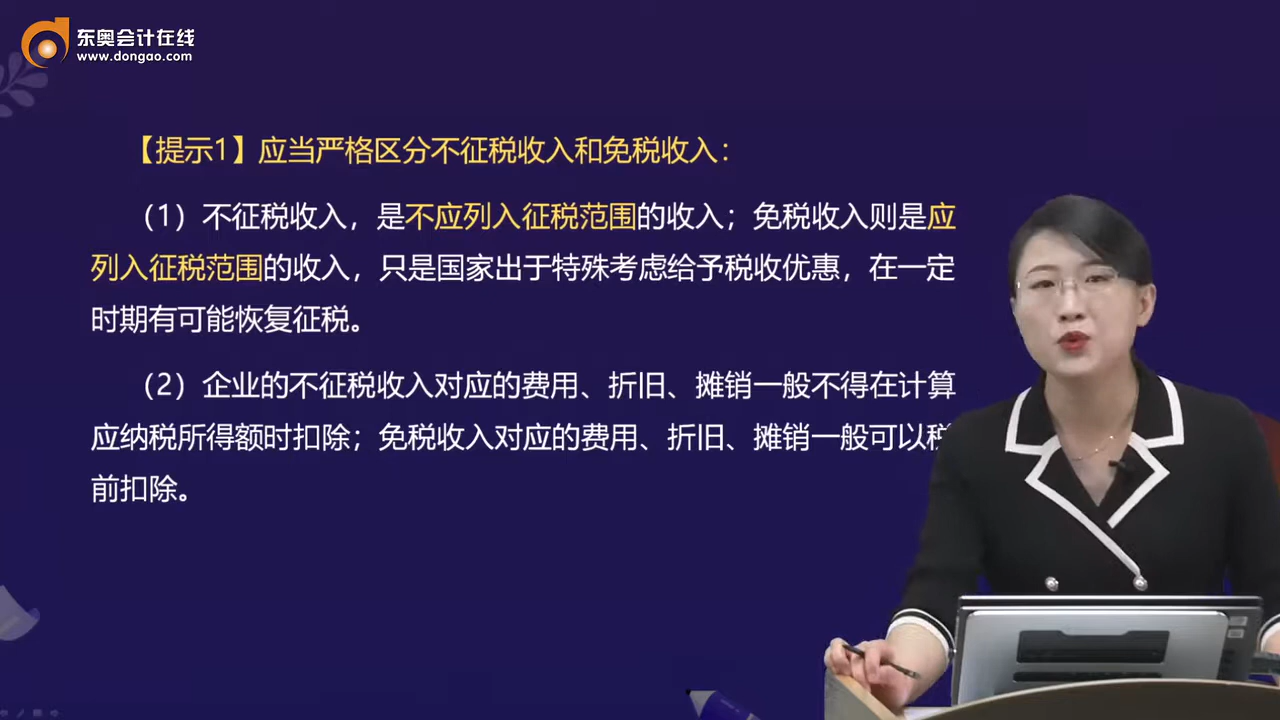 东奥会计在线
www.dongao.com
【提示1】应当严格区分不征税收入和免税收入：
（1）不征税收入，是不应列入征税范围的收入；免税收入则是应
列入征税范围的收入，只是国家出于特殊考虑给予税收优惠，在一定
时期有可能恢复征税。
（2）企业的不征税收入对应的费用、折旧、摊销一般不得在计算
应纳税所得额时扣除；免税收入对应的费用、折旧、摊销一般可以税
前扣除。